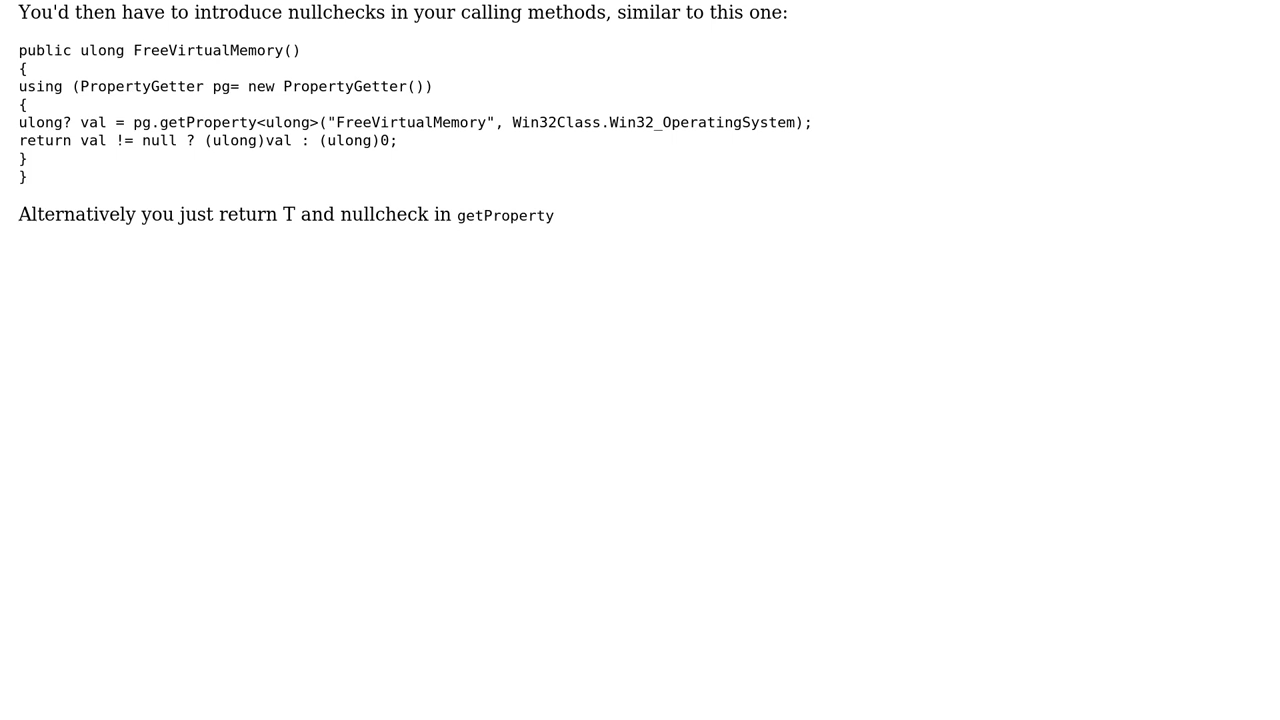 You'd then have to introduce nullchecks in your calling methods, similar to this one:
public ulong FreeVirtualMemory()
{
using (PropertyGetter pg= new PropertyGetter())
{
ulong? val = pg.getProperty<ulong>("FreeVirtualMemory", Win32Class.Win32_OperatingSystem);
return val != null ? (ulong)val : (ulong)0;
}
}
Alternatively you just return T and nullcheck in getProperty